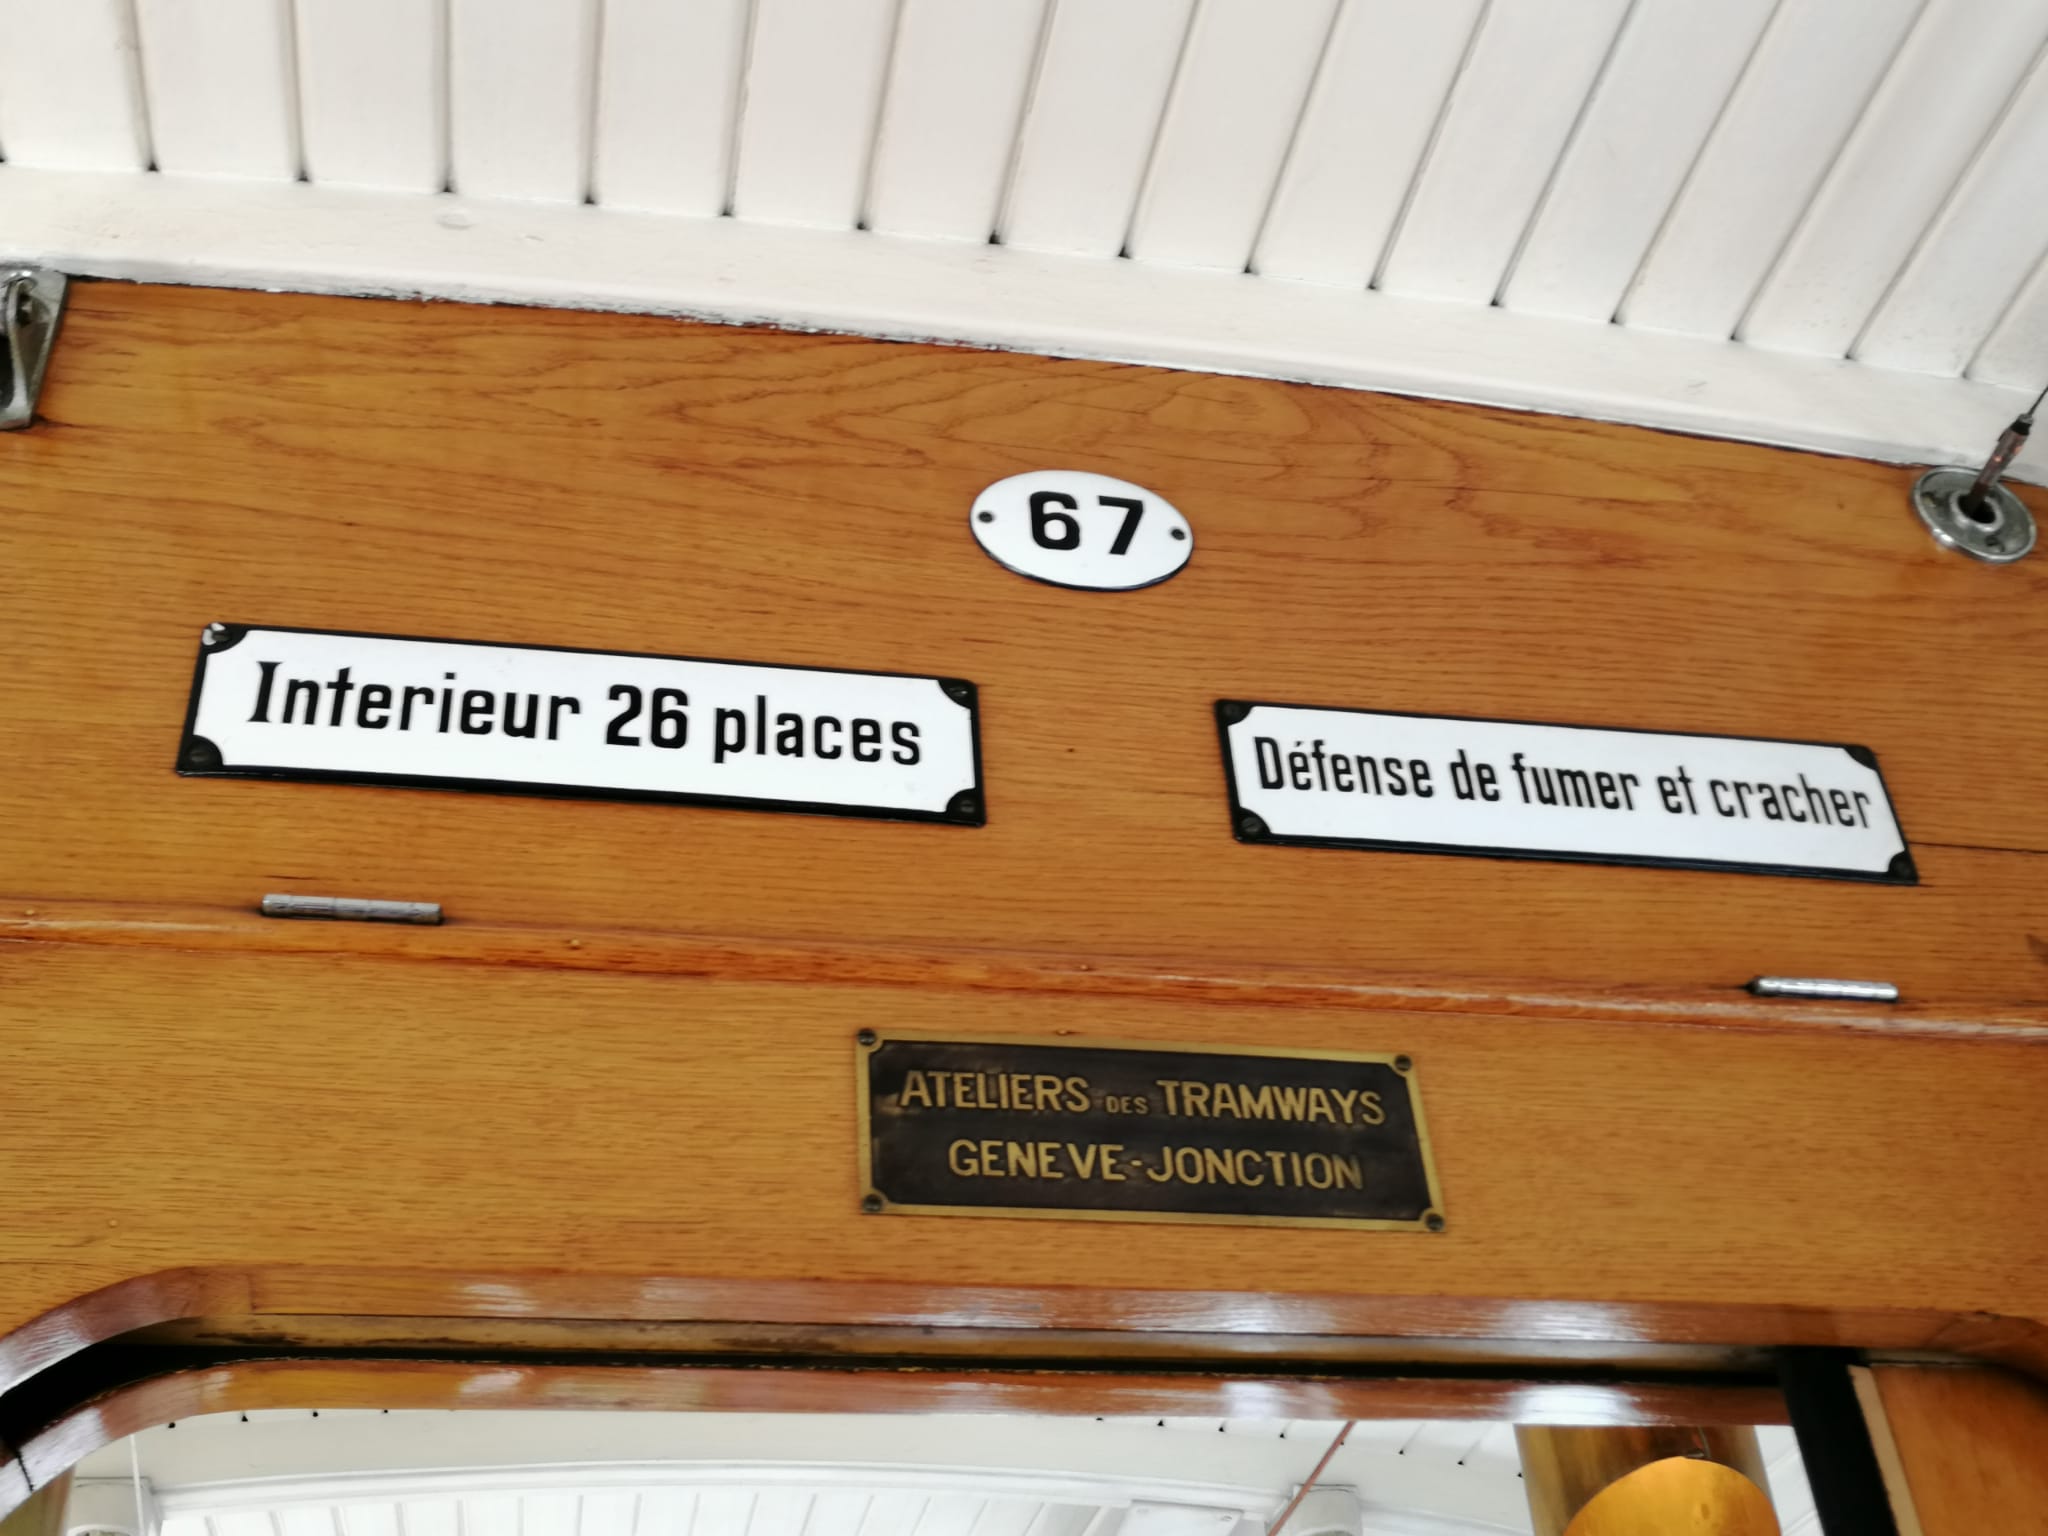 67
Interieur 26 places
Défense de fumer et cracher
ATELIERS DES TRAMWAYS
GENEVE-JONCTION